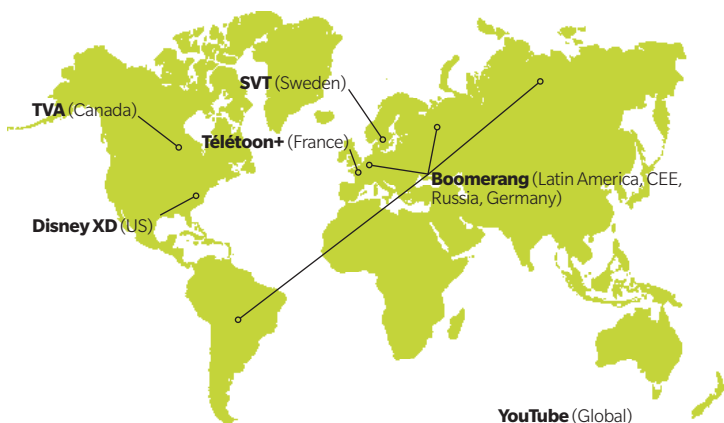 SVT (Sweden)
TVA (Canada)
Télétoon+ (France)
Boomerang (Latin America, CEE,
Russia, Germany)
Disney XD (US)
YouTube (Global)